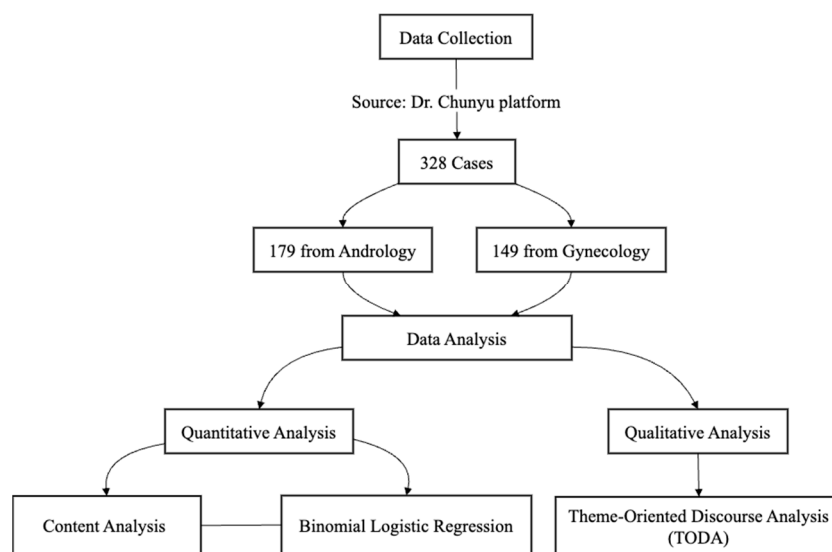 Data Collection
Source: Dr. Chunyu platform
328 Cases
179 from Andrology
149 from Gynecology
Data Analysis
Quantitative Analysis
Qualitative Analysis
Content Analysis
Binomial Logistic Regression
Theme-Oriented Discourse Analysis
(TODA)